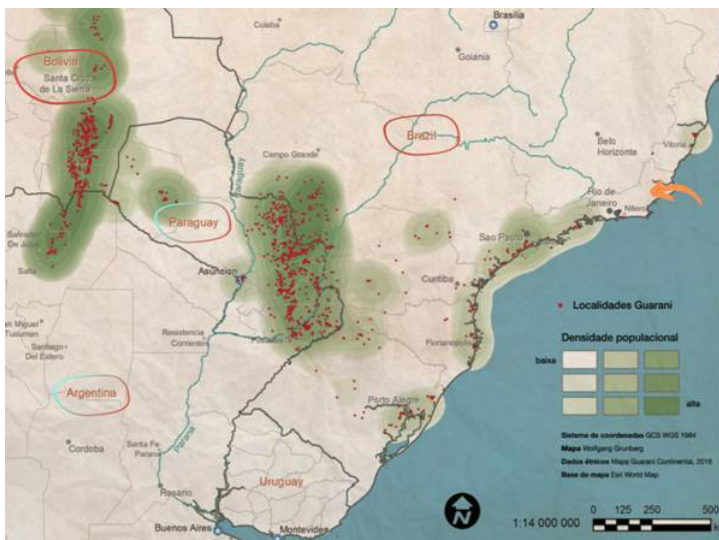 Brasília
Cuiaba
Goiania
Bolivia
Santa Cruz
de La Sierra
Brazil
Belo
Horizonte
Vitoria
Campo Grande
Paraguay
Rio de
Janeiro
Niteroi
Paraguay
Sao Paulo
Salvador
De Jujuy
Salta
Asuncion
Curitiba
Localidades Guarani
San Miguel De
Tucuman
Resistencia
Corrientes
Posadas
Florianopolis
Densidade populacional
baixa
Santiago
Del Estero
Argentina
Porto Alegre
alta
Sistema de coordenadas GCS WGS 1984
Cordoba
Santa Fe
Parana
Parana
Mapa Wolfgang Grunberg
Dados étnicos Mapa Guarani Continental, 2016
Base do mapa Esri World Map
Uruguay
Rosario
N
0 125 250 500
1:14 000 000
Buenos Aires
Montevideo